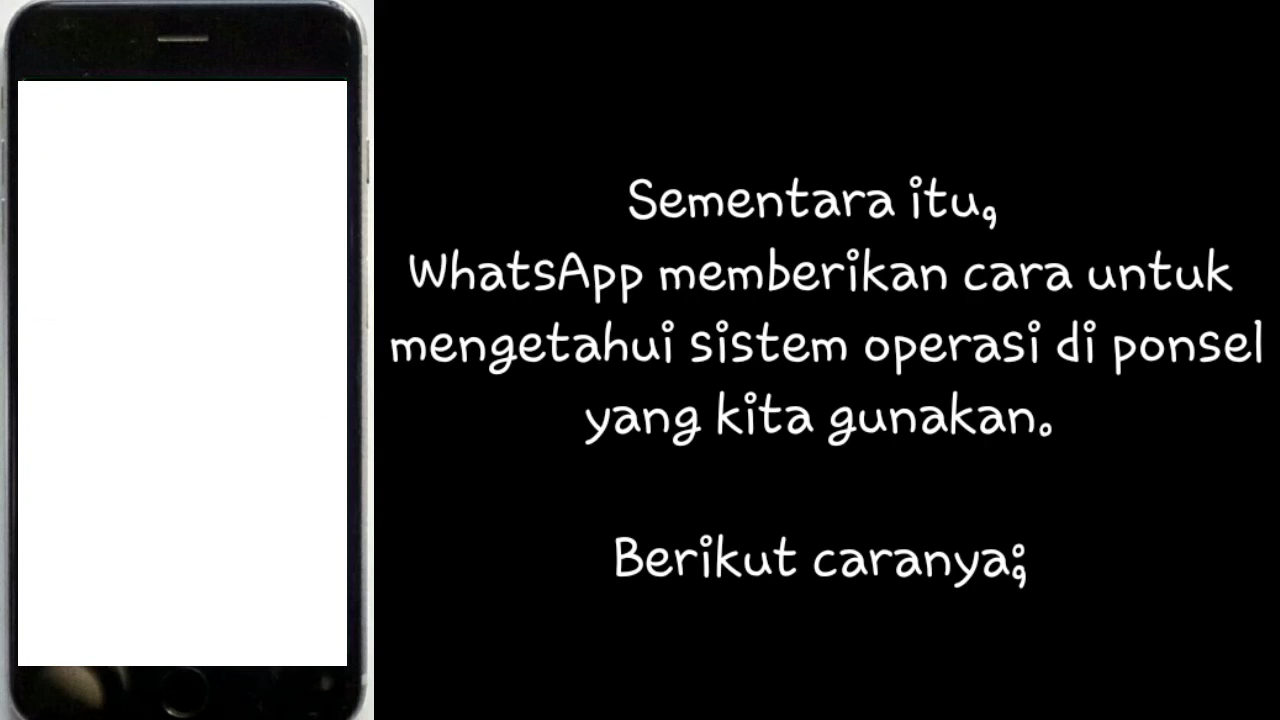 Sementara itu,
WhatsApp memberikan cara untuk
mengetahui sistem operasi di ponsel
yang kita gunakan.
Berikut caranya;